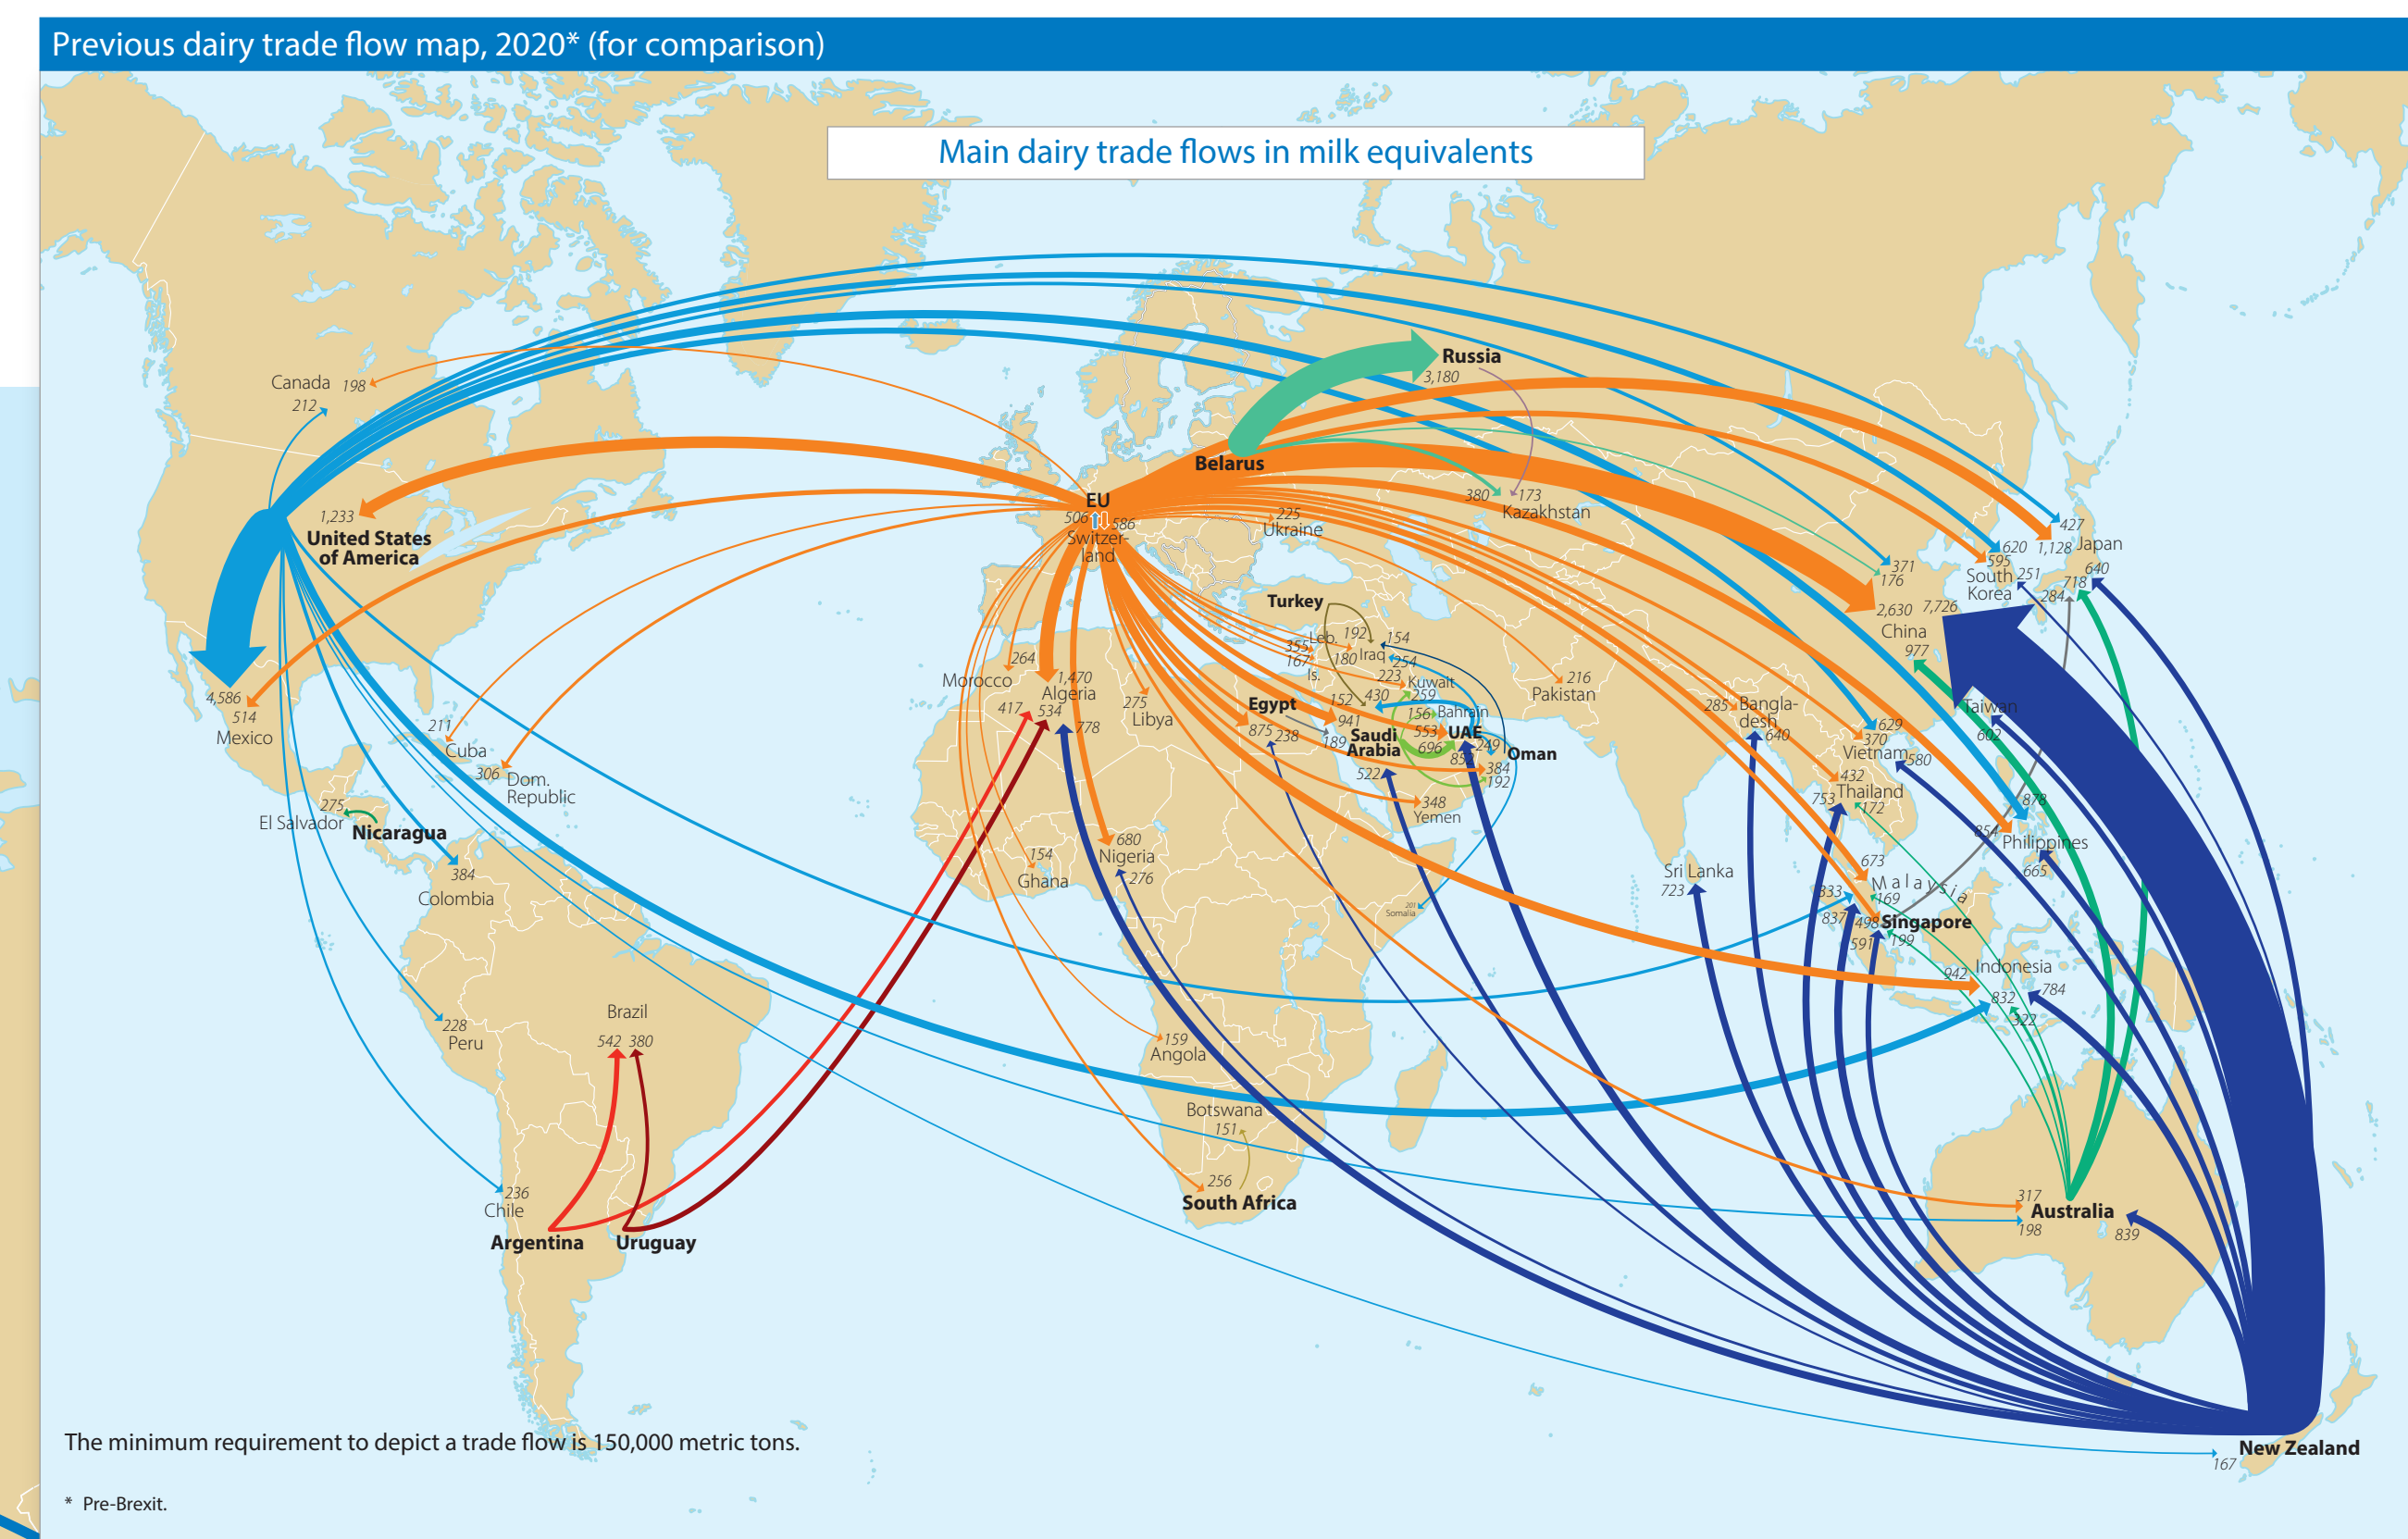 Previous dairy trade flow map, 2020* (for comparison)
Main dairy trade flows in milk equivalents
Canada 198
212
1,233
United States
of America
4,586
514
Mexico
211
Cuba
306
Dom.
Republic
275
El Salvador
Nicaragua
384
Colombia
228
Peru
Brazil
542 380
236
Chile
Argentina
Uruguay
Russia
3,180
Belarus
EU
506
586
Switzer-
land
225
Ukraine
380
173
Kazakhstan
Turkey
355
Leb.
192
154
167
Is.
180
Iraq
254
223
Kuwait
259
152
430
156
Bahrain
Egypt
941
553
UAE
875
238
189
Saudi
Arabia
696
249
Oman
384
192
522
348
Yemen
264
Morocco
1,470
Algeria
417
534
778
275
Libya
680
Nigeria
276
154
Ghana
201
Somalia
159
Angola
Botswana
151
256
South Africa
216
Pakistan
285
Bangla-
desh
640
Sri Lanka
723
371
176
2,630
7,726
China
977
620
595
South
Korea
251
427
1,128
Japan
640
718
284
Taiwan
602
629
370
Vietnam
580
432
Thailand
753
172
878
854
Philippines
665
673
Malaysia
333
169
837
498
Singapore
591
199
942
Indonesia
832
784
322
317
Australia
198
839
New Zealand
167
The minimum requirement to depict a trade flow is 150,000 metric tons.
* Pre-Brexit.